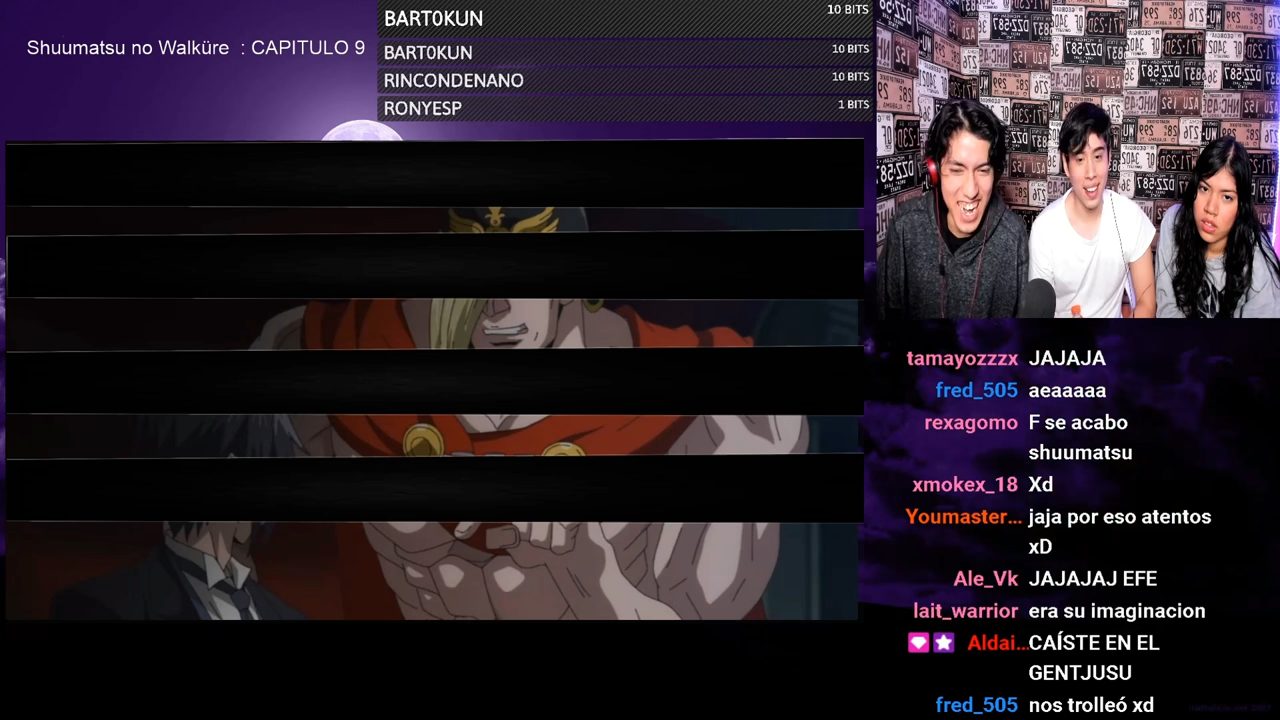 Shuumatsu no Walküre : CAPITULO 9
BART0KUN 10 BITS
BART0KUN 10 BITS
RINCONDENANO 10 BITS
RONYESP 1 BITS
tamayozzzx JAJAJA
fred_505 aeaaaaa
rexagomo F se acabo
shuumatsu
xmokex_18 Xd
Youmaster… jaja por eso atentos
xD
Ale_Vk JAJAJAJ EFE
lait_warrior era su imaginacion
Aldai… CAÍSTE EN EL
GENTJUSU
fred_505 nos trolleó xd